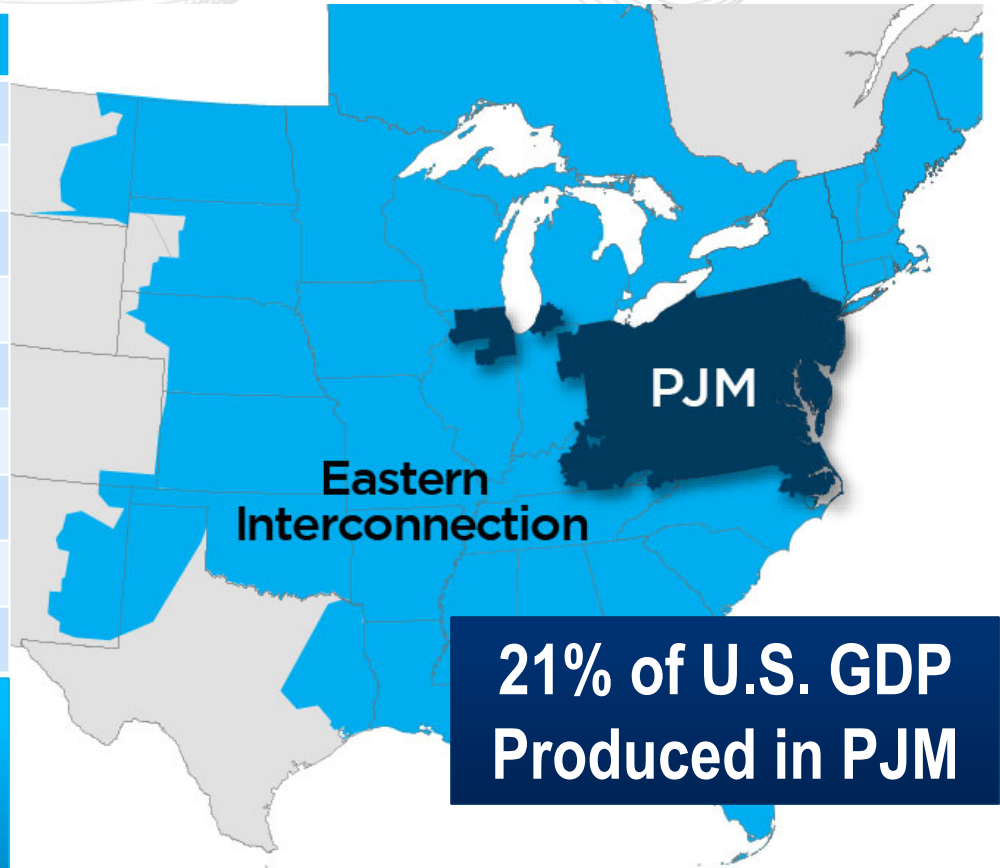 PJM
Eastern
Interconnection
21% of U.S. GDP
Produced in PJM